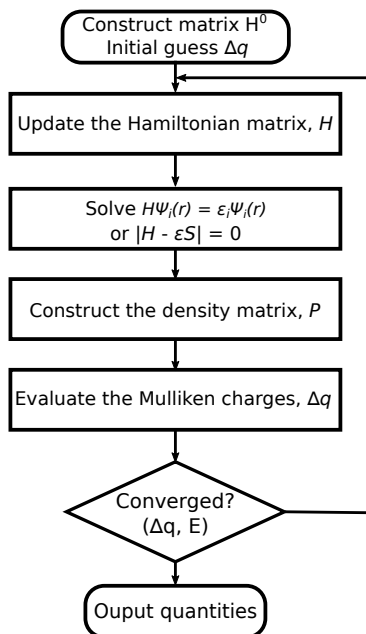 Construct matrix H⁰
Initial guess Δq
Update the Hamiltonian matrix, H
Solve HΨᵢ(r) = εᵢΨᵢ(r)
or |H - εS| = 0
Construct the density matrix, P
Evaluate the Mulliken charges, Δq
Converged?
(Δq, E)
Ouput quantities